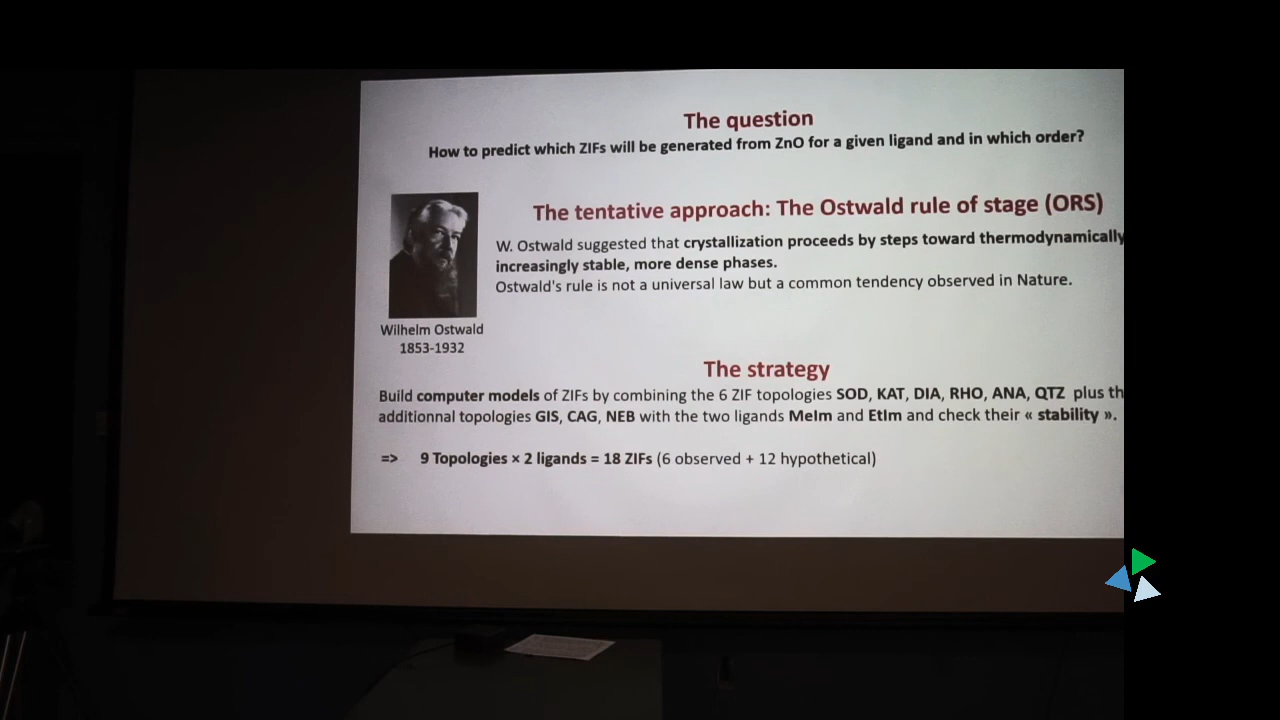 The question
How to predict which ZIFs will be generated from ZnO for a given ligand and in which order?
The tentative approach: The Ostwald rule of stage (ORS)
W. Ostwald suggested that crystallization proceeds by steps toward thermodynamically
increasingly stable, more dense phases.
Ostwald's rule is not a universal law but a common tendency observed in Nature.
Wilhelm Ostwald
1853-1932
The strategy
Build computer models of ZIFs by combining the 6 ZIF topologies SOD, KAT, DIA, RHO, ANA, QTZ plus th
additionnal topologies GIS, CAG, NEB with the two ligands MeIm and EtIm and check their « stability ».
=> 9 Topologies × 2 ligands = 18 ZIFs (6 observed + 12 hypothetical)